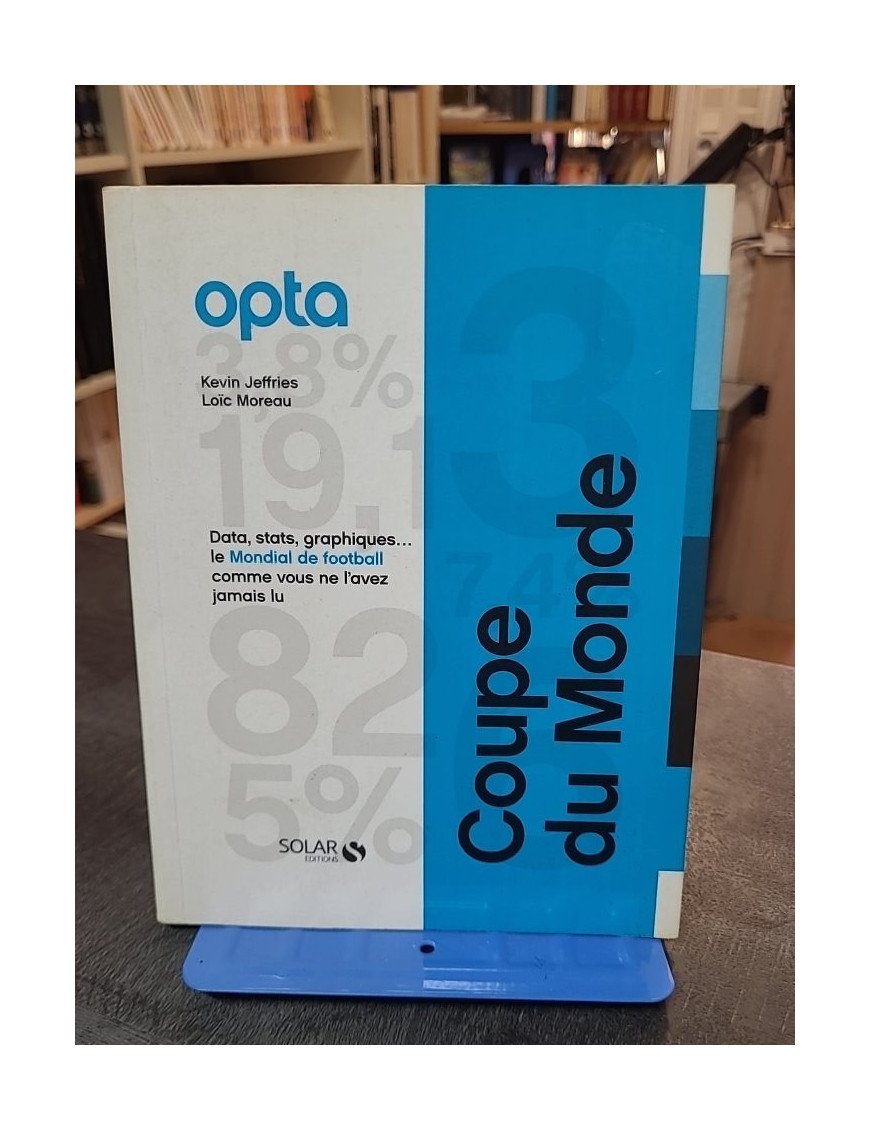 opta
3,8%
Kevin Jeffries
Loïc Moreau
19,1
Data, stats, graphiques...
le Mondial de football
comme vous ne l'avez
jamais lu
82
5%
SOLAR
EDITIONS
3
Coupe
du Monde